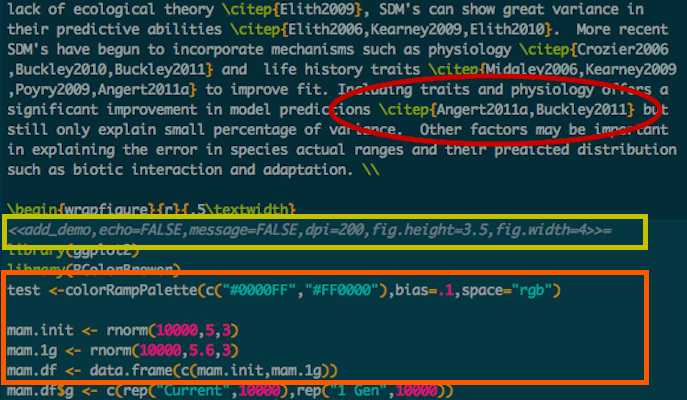 lack of ecological theory \citep{Elith2009}, SDM's can show great variance in
their predictive abilities \citep{Elith2006,Kearney2009,Elith2010}.  More recent
SDM's have begun to incorporate mechanisms such as physiology \citep{Crozier2006
,Buckley2010,Buckley2011} and  life history traits \citep{Midaley2006,Kearney2009
,Poyry2009,Angert2011a} to improve fit. Including traits and physiology offers a
significant improvement in model predictions \citep{Angert2011a,Buckley2011} but
still only explain small percentage of variance.  Other factors may be important
in explaining the error in species actual ranges and their predicted distribution
such as biotic interaction and adaptation. \\
\begin{wrapfigure}{r}{.5\textwidth}
<<add_demo,echo=FALSE,message=FALSE,dpi=200,fig.height=3.5,fig.width=4>>=
library(ggplot2)
library(RColorBrewer)
test <-colorRampPalette(c("#0000FF","#FF0000"),bias=.1,space="rgb")
mam.init <- rnorm(10000,5,3)
mam.1g <- rnorm(10000,5.6,3)
mam.df <- data.frame(c(mam.init,mam.1g))
mam.df$g <- c(rep("Current",10000),rep("1 Gen",10000))